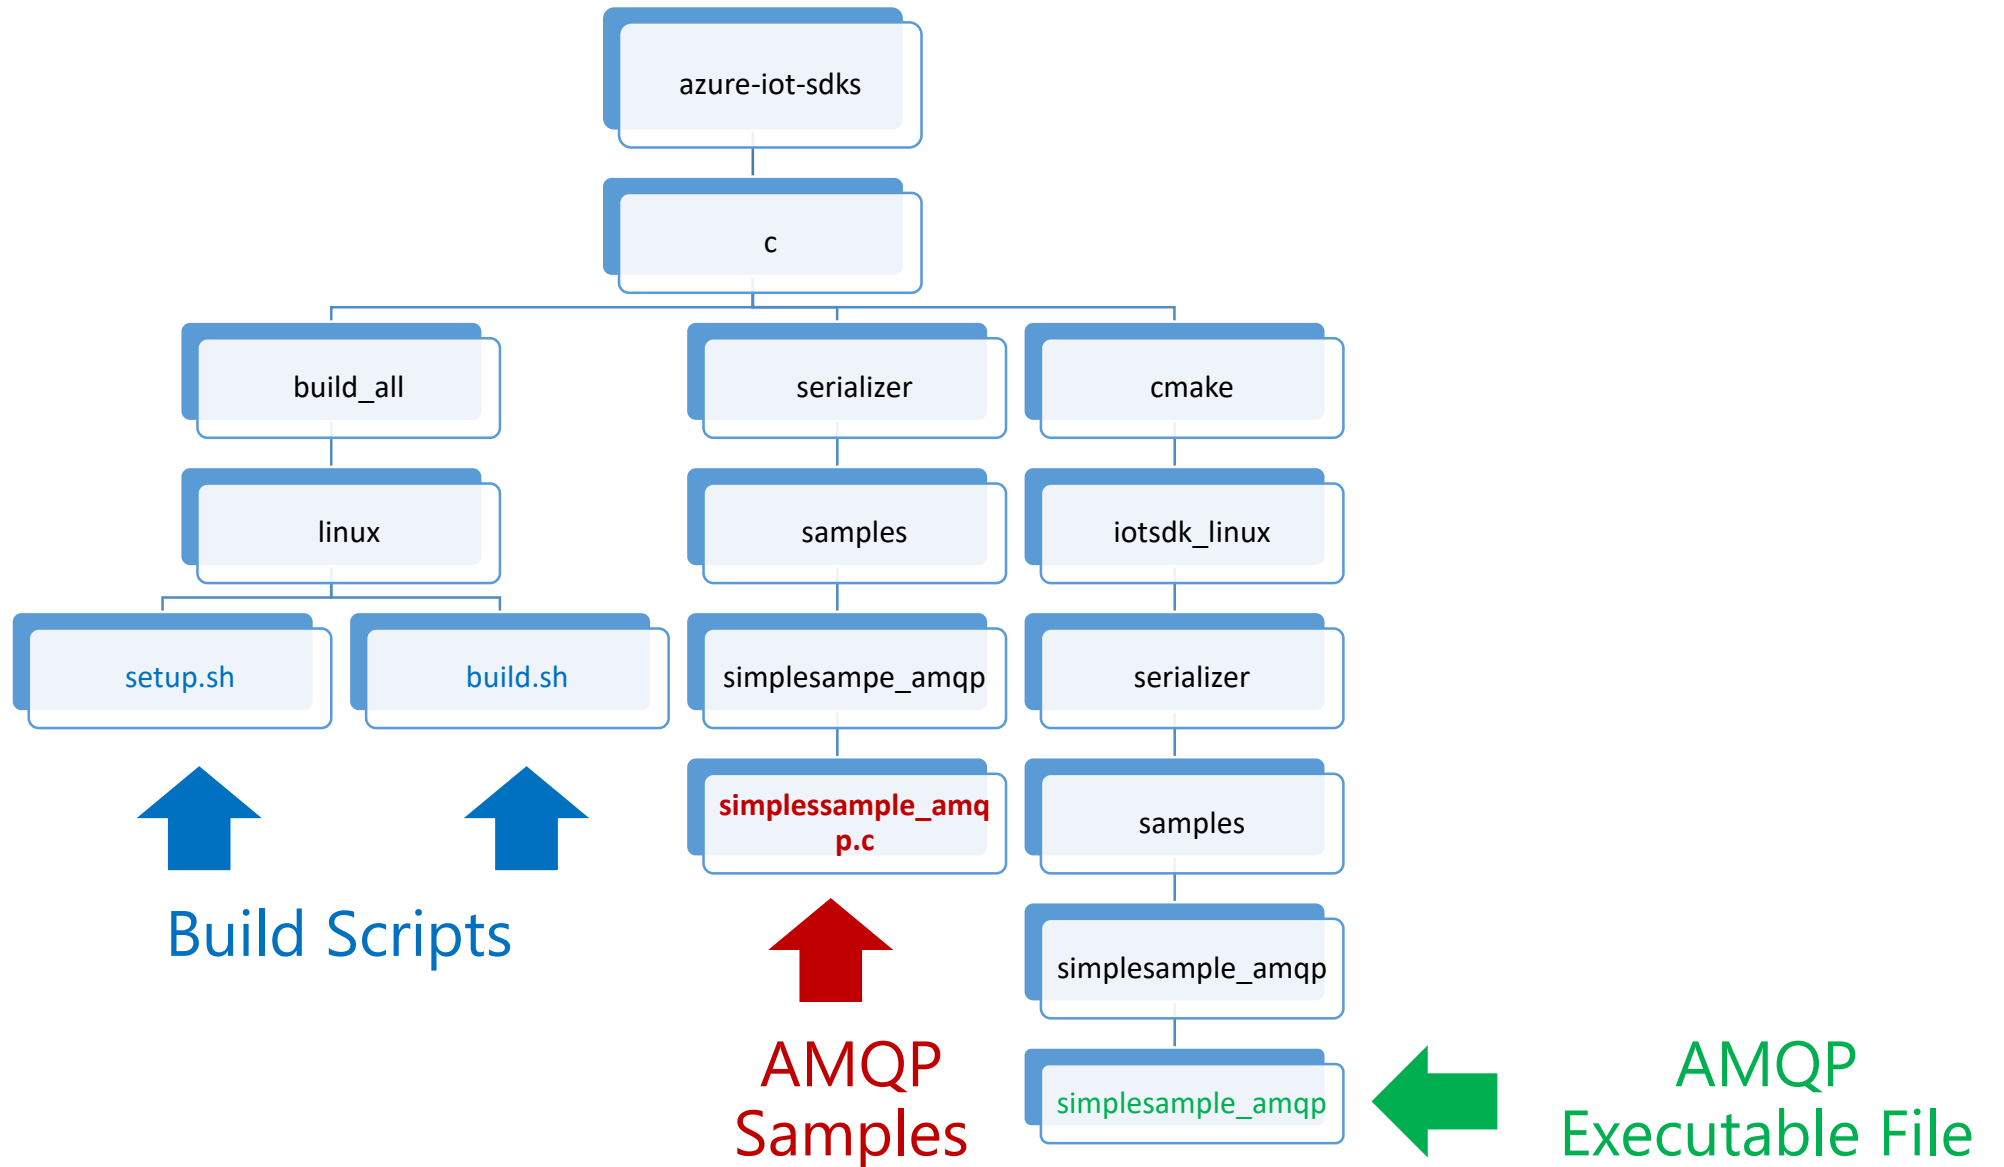 azure-iot-sdks
c
build_all
serializer
cmake
linux
samples
iotsdk_linux
setup.sh
build.sh
simplesampe_amqp
serializer
simplessample_amq
p.c
samples
Build Scripts
simplesample_amqp
AMQP
Samples
simplesample_amqp
AMQP
Executable File